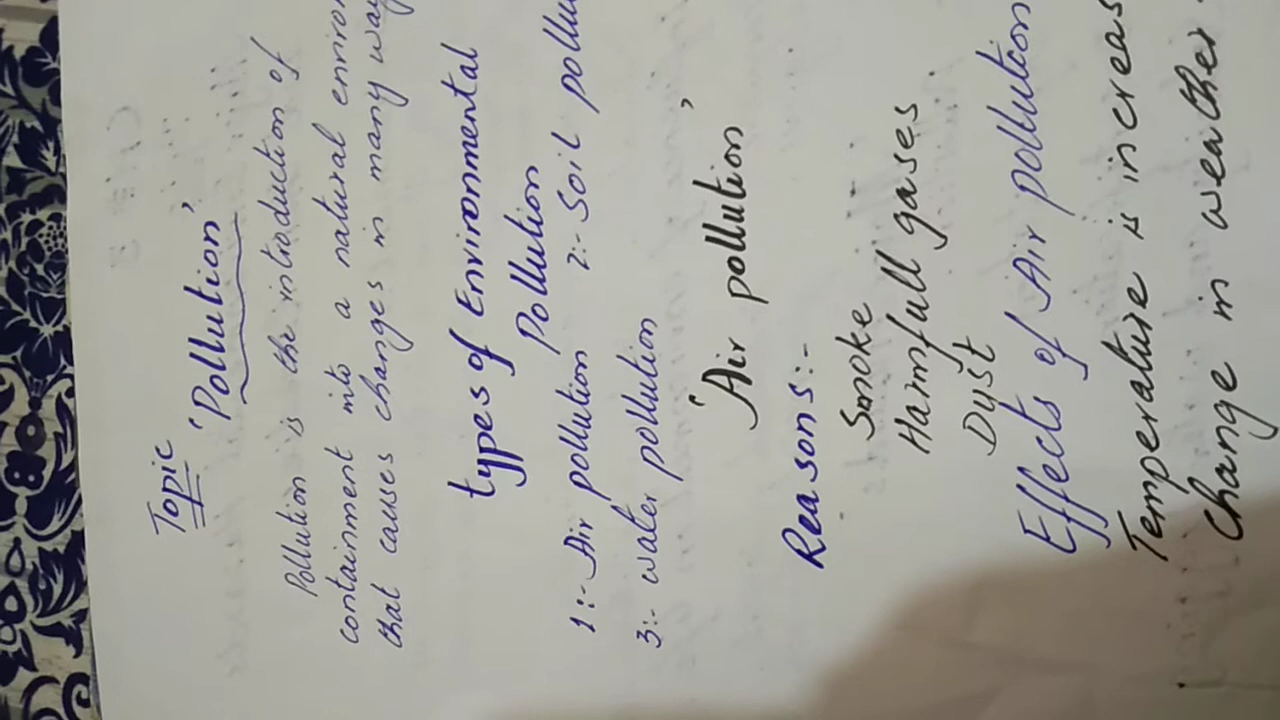 Topic
'Pollution'
Pollution is the introduction of
containment into a natural environ
that causes changes in many way
types of Environmental
Pollution
1:- Air pollution 2:- Soil pollu
3:- water pollution
'Air pollution'
Reasons:-
Smoke
Harmfull gases
Dust
Effects of Air pollution
Temperature is increas
Change in weather